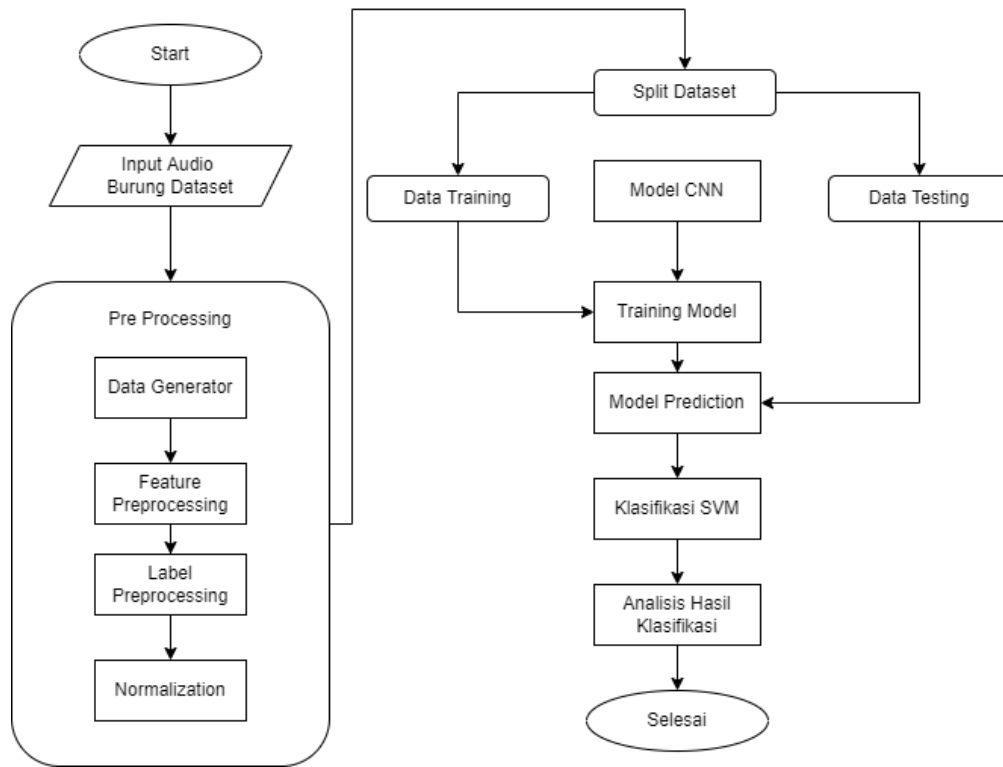 Start
Input Audio
Burung Dataset
Pre Processing
Data Generator
Feature
Preprocessing
Label
Preprocessing
Normalization
Split Dataset
Data Training
Model CNN
Data Testing
Training Model
Model Prediction
Klasifikasi SVM
Analisis Hasil
Klasifikasi
Selesai